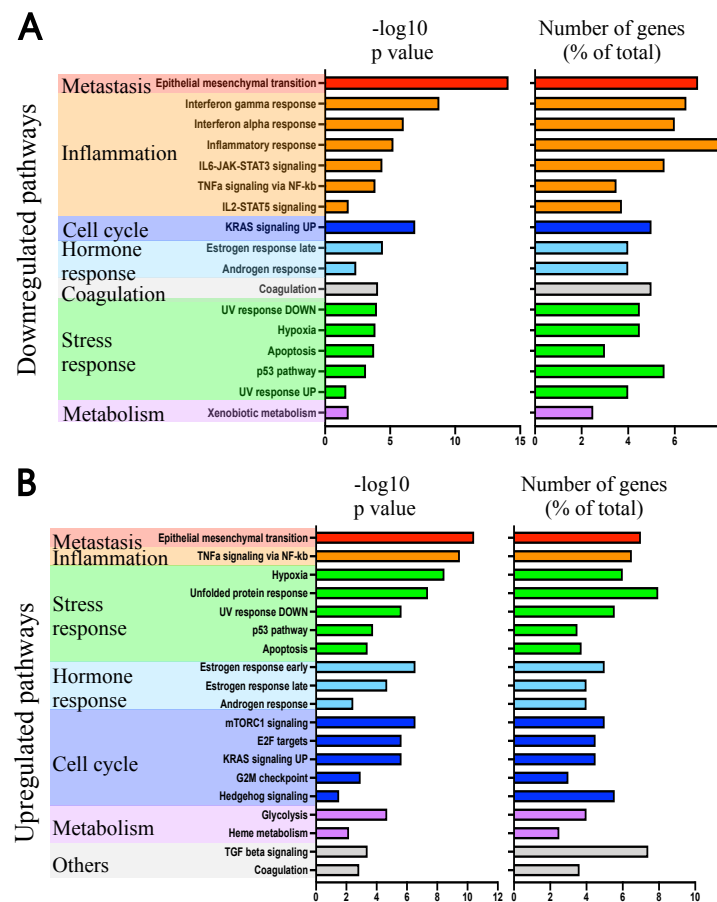 A
-log10
p value
Number of genes
(% of total)
Downregulated pathways
Metastasis
Epithelial mesenchymal transition
Inflammation
Interferon gamma response
Interferon alpha response
Inflammatory response
IL6-JAK-STAT3 signaling
TNFa signaling via NF-kb
IL2-STAT5 signaling
Cell cycle
KRAS signaling UP
Hormone
response
Estrogen response late
Androgen response
Coagulation
Coagulation
Stress
response
UV response DOWN
Hypoxia
Apoptosis
p53 pathway
UV response UP
Metabolism
Xenobiotic metabolism
0 5 10 15
0 2 4 6
B
-log10
p value
Number of genes
(% of total)
Upregulated pathways
Metastasis
Epithelial mesenchymal transition
Inflammation
TNFa signaling via NF-kb
Stress
response
Hypoxia
Unfolded protein response
UV response DOWN
p53 pathway
Apoptosis
Hormone
response
Estrogen response early
Estrogen response late
Androgen response
Cell cycle
mTORC1 signaling
E2F targets
KRAS signaling UP
G2M checkpoint
Hedgehog signaling
Metabolism
Glycolysis
Heme metabolism
Others
TGF beta signaling
Coagulation
0 2 4 6 8 10 12
0 2 4 6 8 10